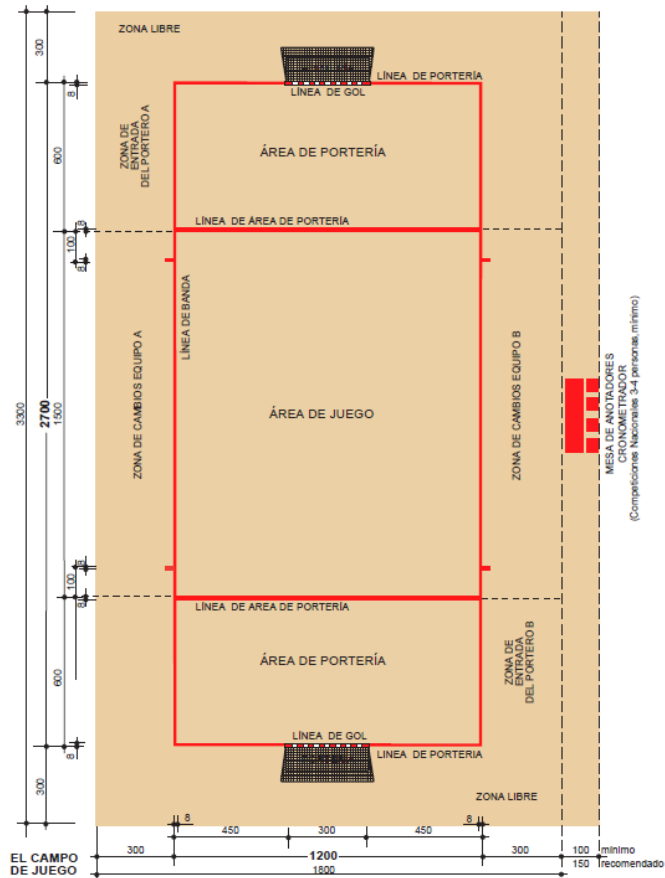 ZONA LIBRE
300
8
LÍNEA DE PORTERÍA
LÍNEA DE GOL
ZONA DE
ENTRADA
DEL PORTERO A
600
ÁREA DE PORTERÍA
LÍNEA DE ÁREA DE PORTERÍA
8
100
8
LÍNEA DE BANDA
ZONA DE CAMBIOS EQUIPO A
ZONA DE CAMBIOS EQUIPO B
MESA DE ANOTADORES
CRONOMETRADOR
(Competiciones Nacionales 3-4 personas, mínimo)
3300
2700
1500
ÁREA DE JUEGO
8
100
8
LÍNEA DE AREA DE PORTERÍA
600
ÁREA DE PORTERÍA
ZONA DE
ENTRADA
DEL PORTERO B
LÍNEA DE GOL
LINEA DE PORTERIA
8
300
ZONA LIBRE
8
8
450
300
450
300
1200
300
100
mínimo
EL CAMPO
DE JUEGO
1800
150
recomendado